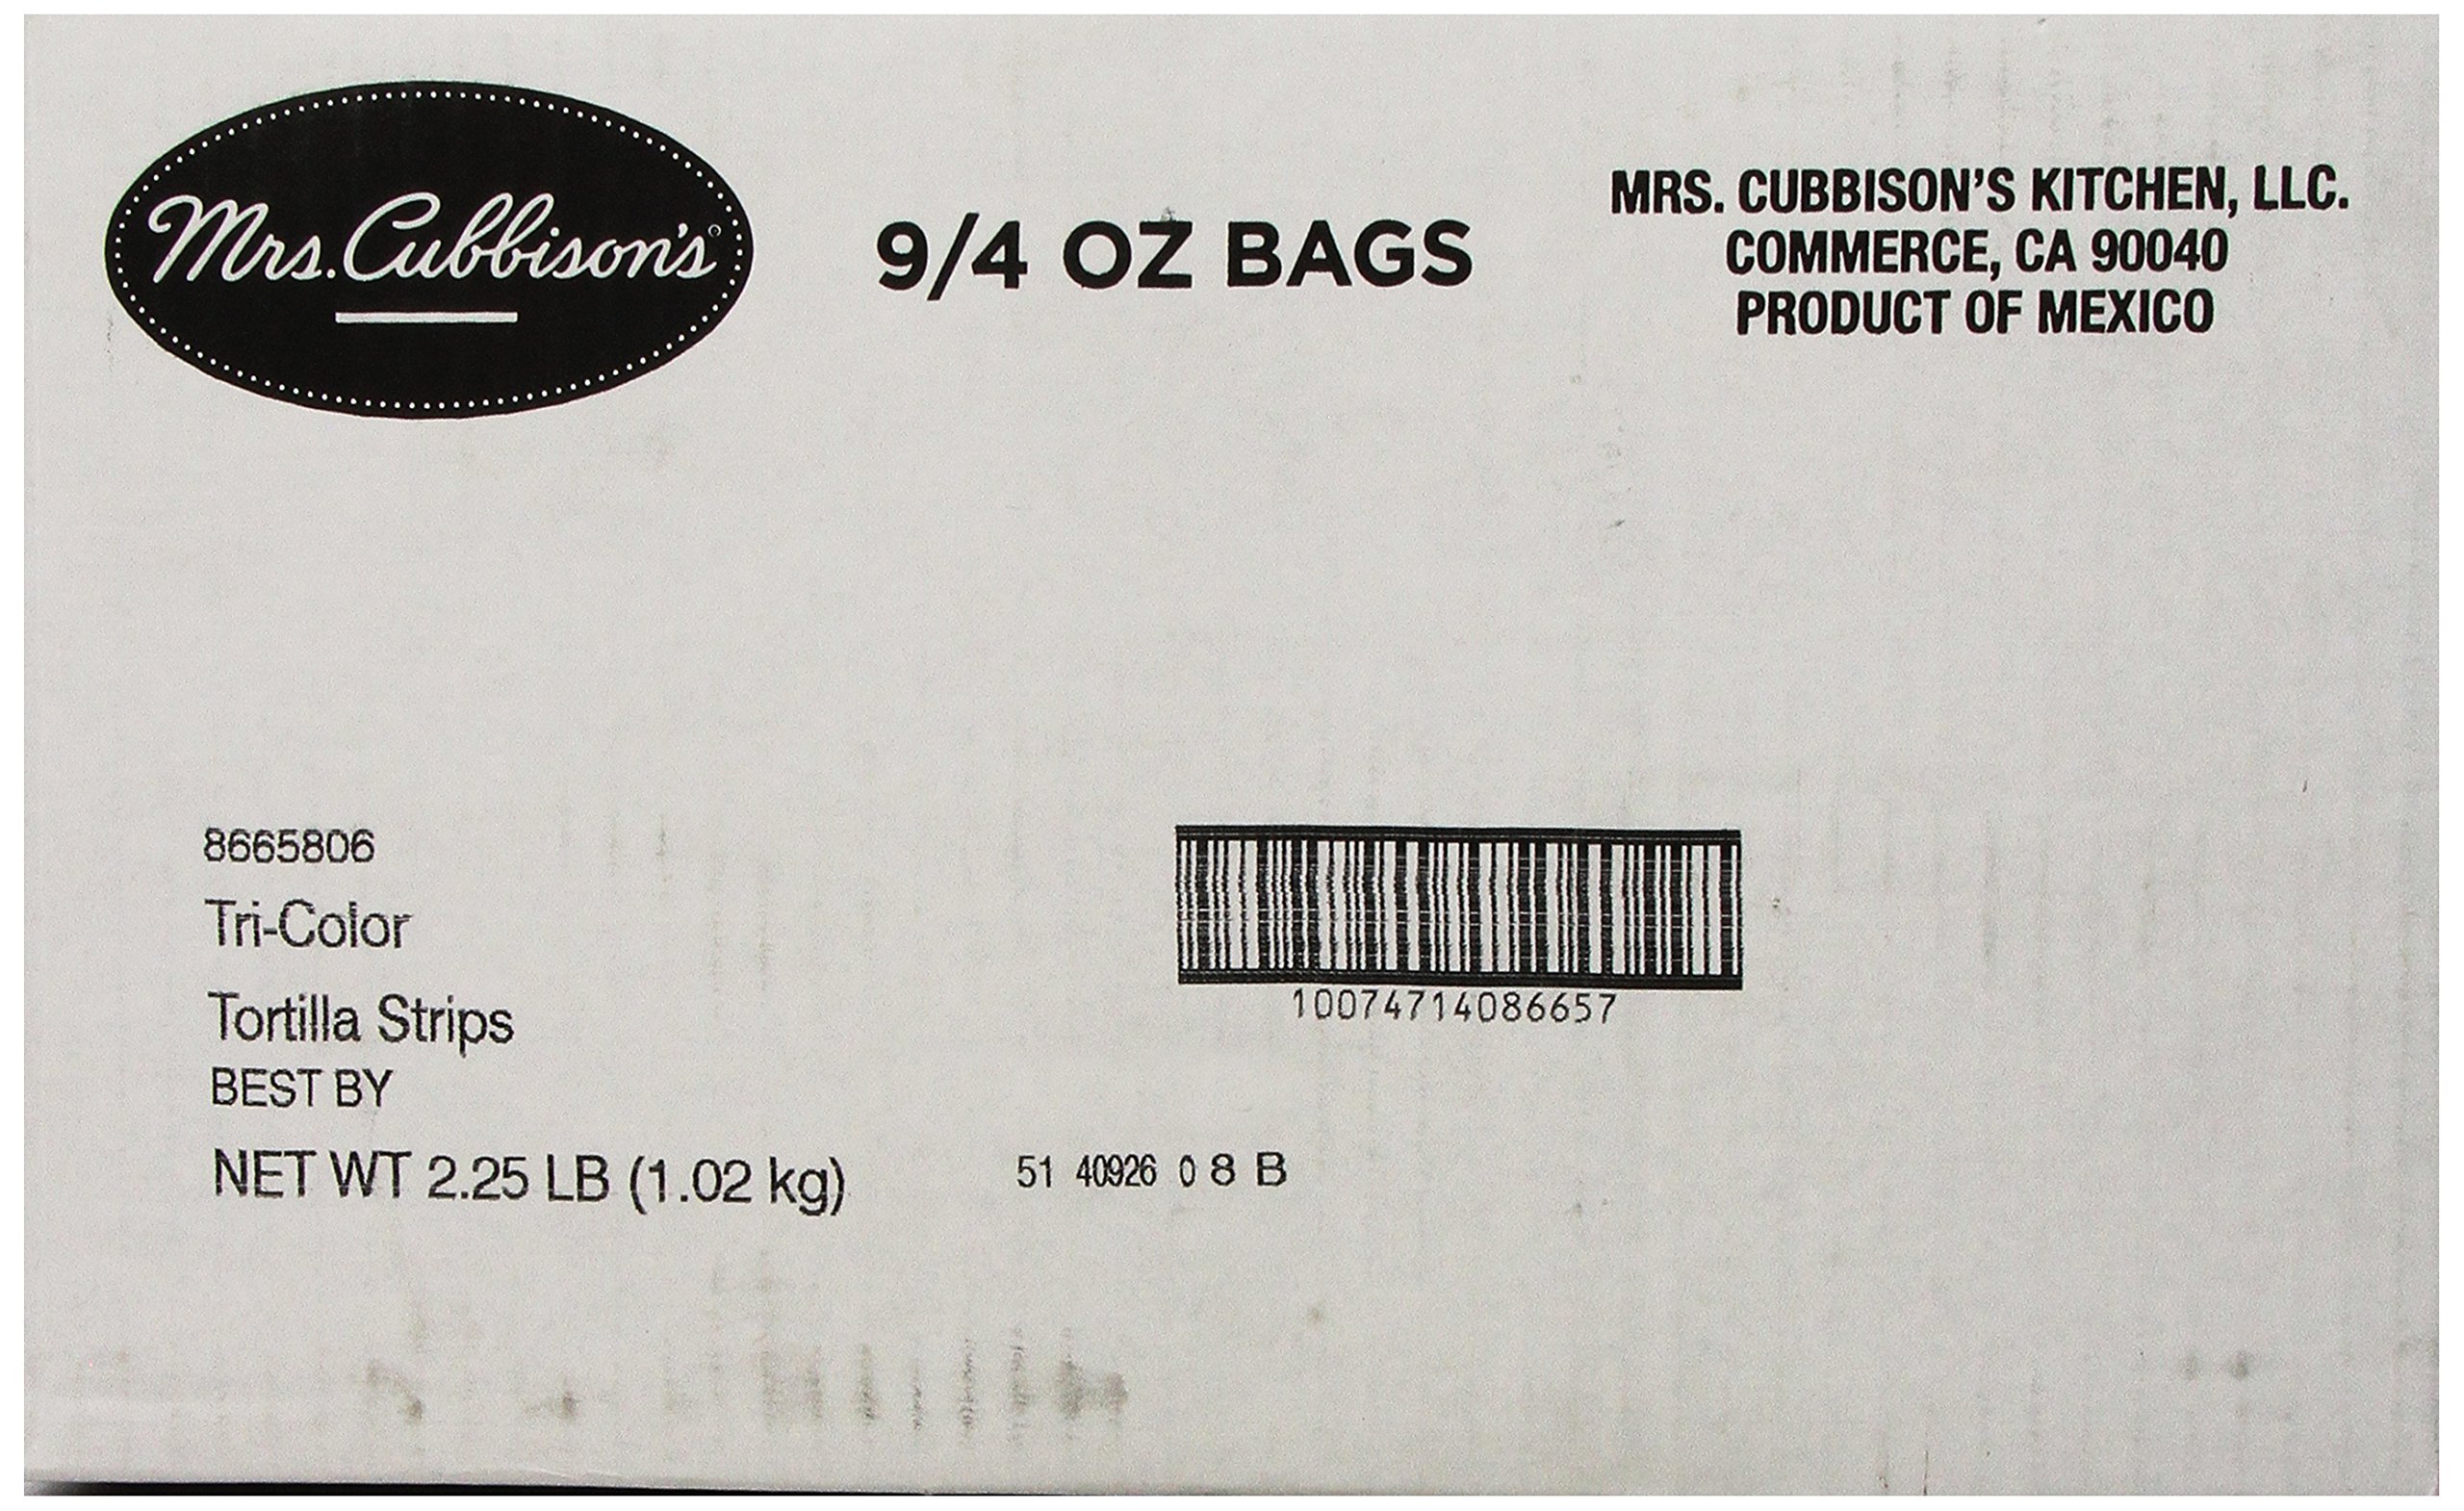 Mrs. Cubbison's®
9/4 OZ BAGS
MRS. CUBBISON'S KITCHEN, LLC.
COMMERCE, CA 90040
PRODUCT OF MEXICO
8665806
Tri-Color
Tortilla Strips
BEST BY
NET WT 2.25 LB (1.02 kg)
10074714086657
51 40926 0 8 B